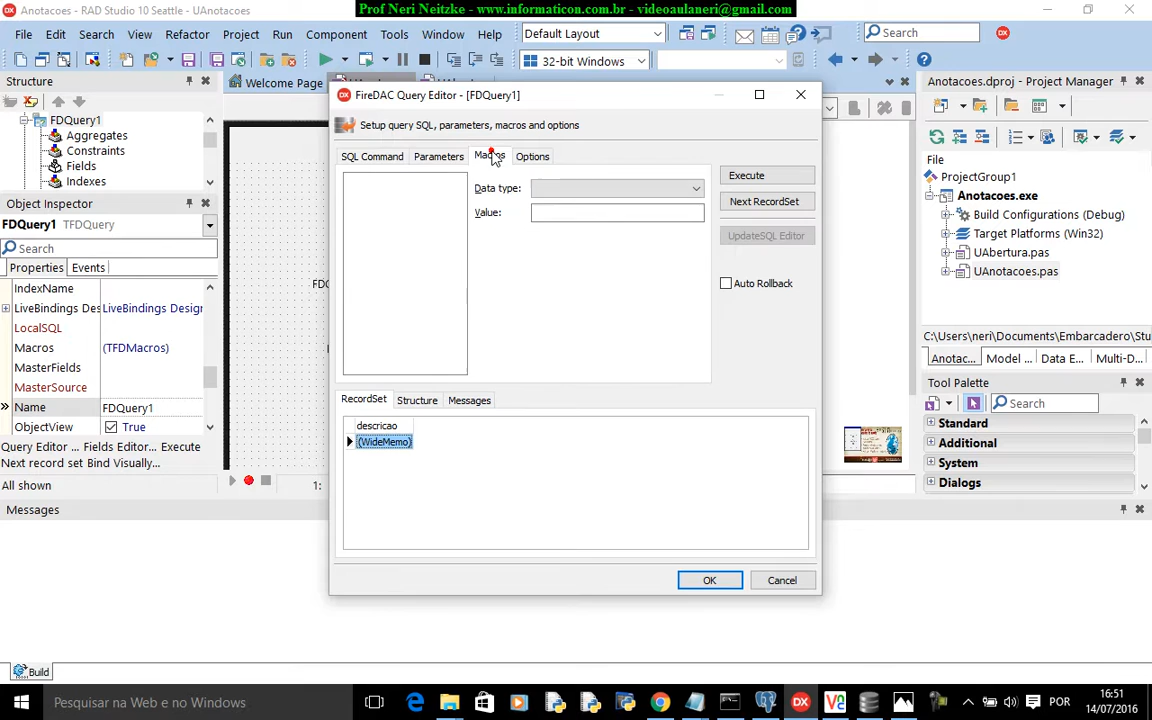 Prof Neri Neitzke - www.informaticon.com.br - videoaulaneri@gmail.com
Anotacoes - RAD Studio 10 Seattle - UAnotacoes
File Edit Search View Refactor Project Run Component Tools Window Help
Default Layout
Search
32-bit Windows
Structure
Welcome Page
FDQuery1
Aggregates
Constraints
Fields
Indexes
Object Inspector
FDQuery1 TFDQuery
Search
Properties Events
IndexName
LiveBindings Des LiveBindings Design
LocalSQL
Macros (TFDMacros)
MasterFields
MasterSource
Name FDQuery1
ObjectView True
Query Editor ... Fields Editor... Execute
Next record set Bind Visually...
All shown
1:
Messages
Build
FireDAC Query Editor - [FDQuery1]
Setup query SQL, parameters, macros and options
SQL Command Parameters Macros Options
Data type:
Value:
Execute
Next RecordSet
UpdateSQL Editor
Auto Rollback
RecordSet Structure Messages
descricao
(WideMemo)
OK Cancel
Anotacoes.dproj - Project Manager
File
ProjectGroup1
Anotacoes.exe
Build Configurations (Debug)
Target Platforms (Win32)
UAbertura.pas
UAnotacoes.pas
C:\Users\neri\Documents\Embarcadero\Stu
Anotac... Model ... Data E... Multi-D...
Tool Palette
Search
Standard
Additional
System
Dialogs
Pesquisar na Web e no Windows
POR
16:51
14/07/2016